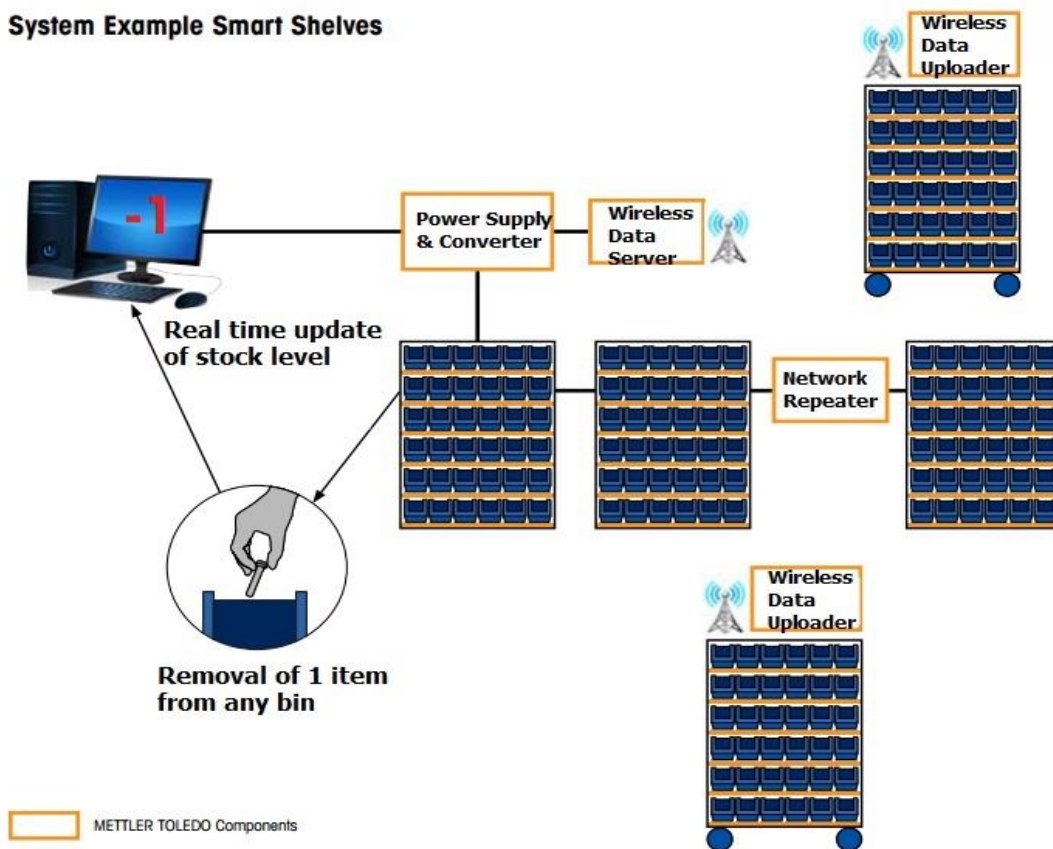 System Example Smart Shelves
Wireless
Data
Uploader
-1
Power Supply
& Converter
Wireless
Data
Server
Real time update
of stock level
Network
Repeater
Removal of 1 item
from any bin
Wireless
Data
Uploader
METTLER TOLEDO Components